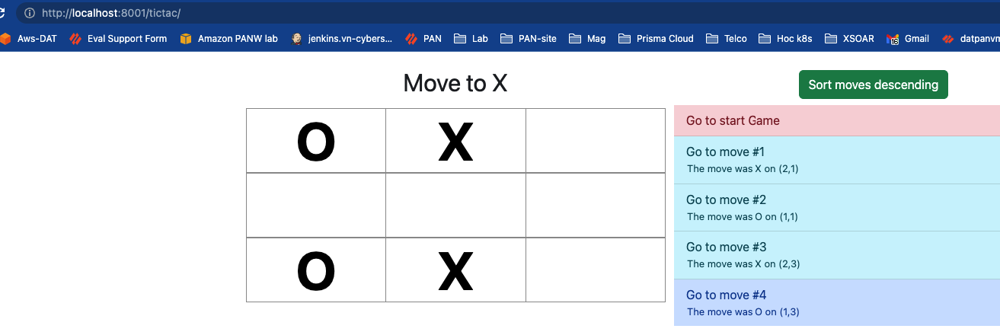 http://localhost:8001/tictac/
Aws-DAT Eval Support Form Amazon PANW lab jenkins.vn-cybers... PAN Lab PAN-site Mag Prisma Cloud Telco Hoc k8s XSOAR Gmail datpanvm
Move to X
Sort moves descending
O X
O X
Go to start Game
Go to move #1
The move was X on (2,1)
Go to move #2
The move was O on (1,1)
Go to move #3
The move was X on (2,3)
Go to move #4
The move was O on (1,3)